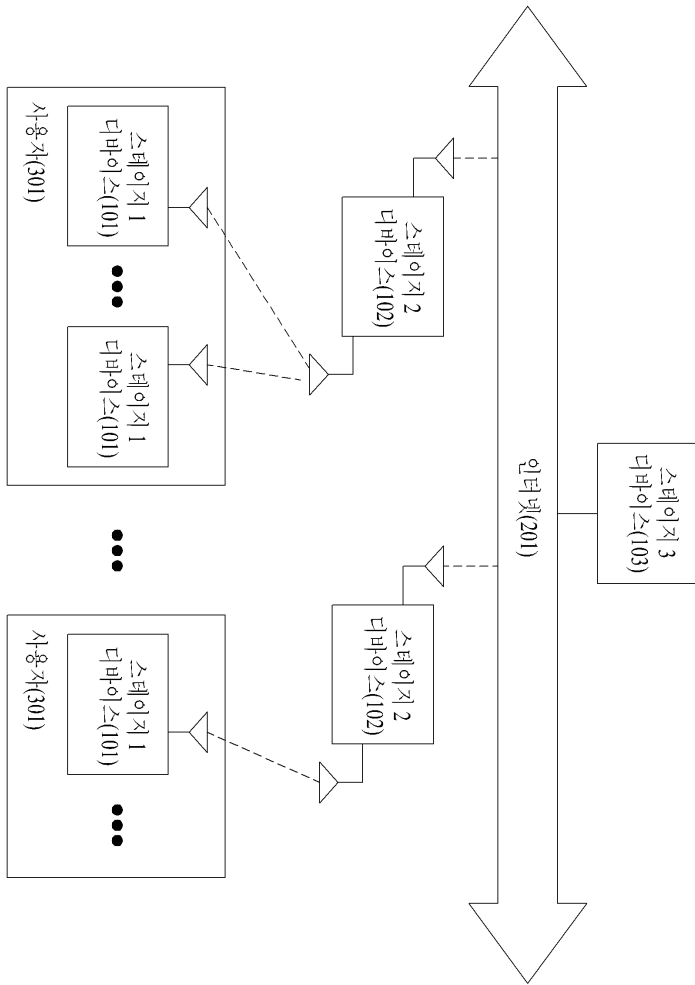 스테이지 3
디바이스(103)
인터넷(201)
스테이지 2
디바이스(102)
스테이지 2
디바이스(102)
스테이지 1
디바이스(101)
스테이지 1
디바이스(101)
사용자(301)
스테이지 1
디바이스(101)
사용자(301)